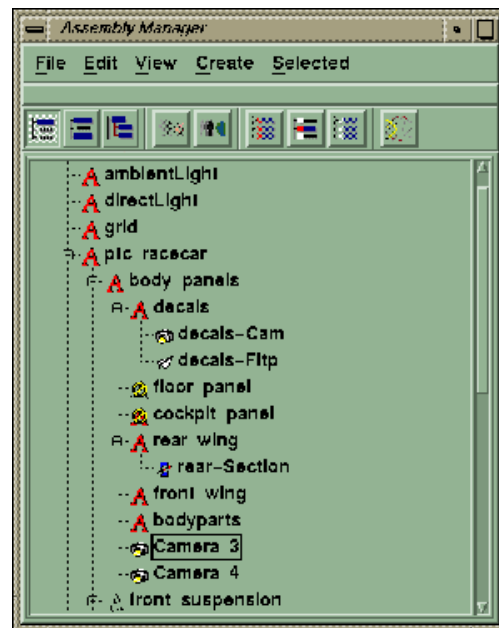 Assembly Manager
File Edit View Create Selected
ambientLight
directLight
grid
pic racecar
body panels
decals
decals-Cam
decals-Fltp
floor panel
cockpit panel
rear wing
rear-Section
front wing
bodyparts
Camera 3
Camera 4
front suspension